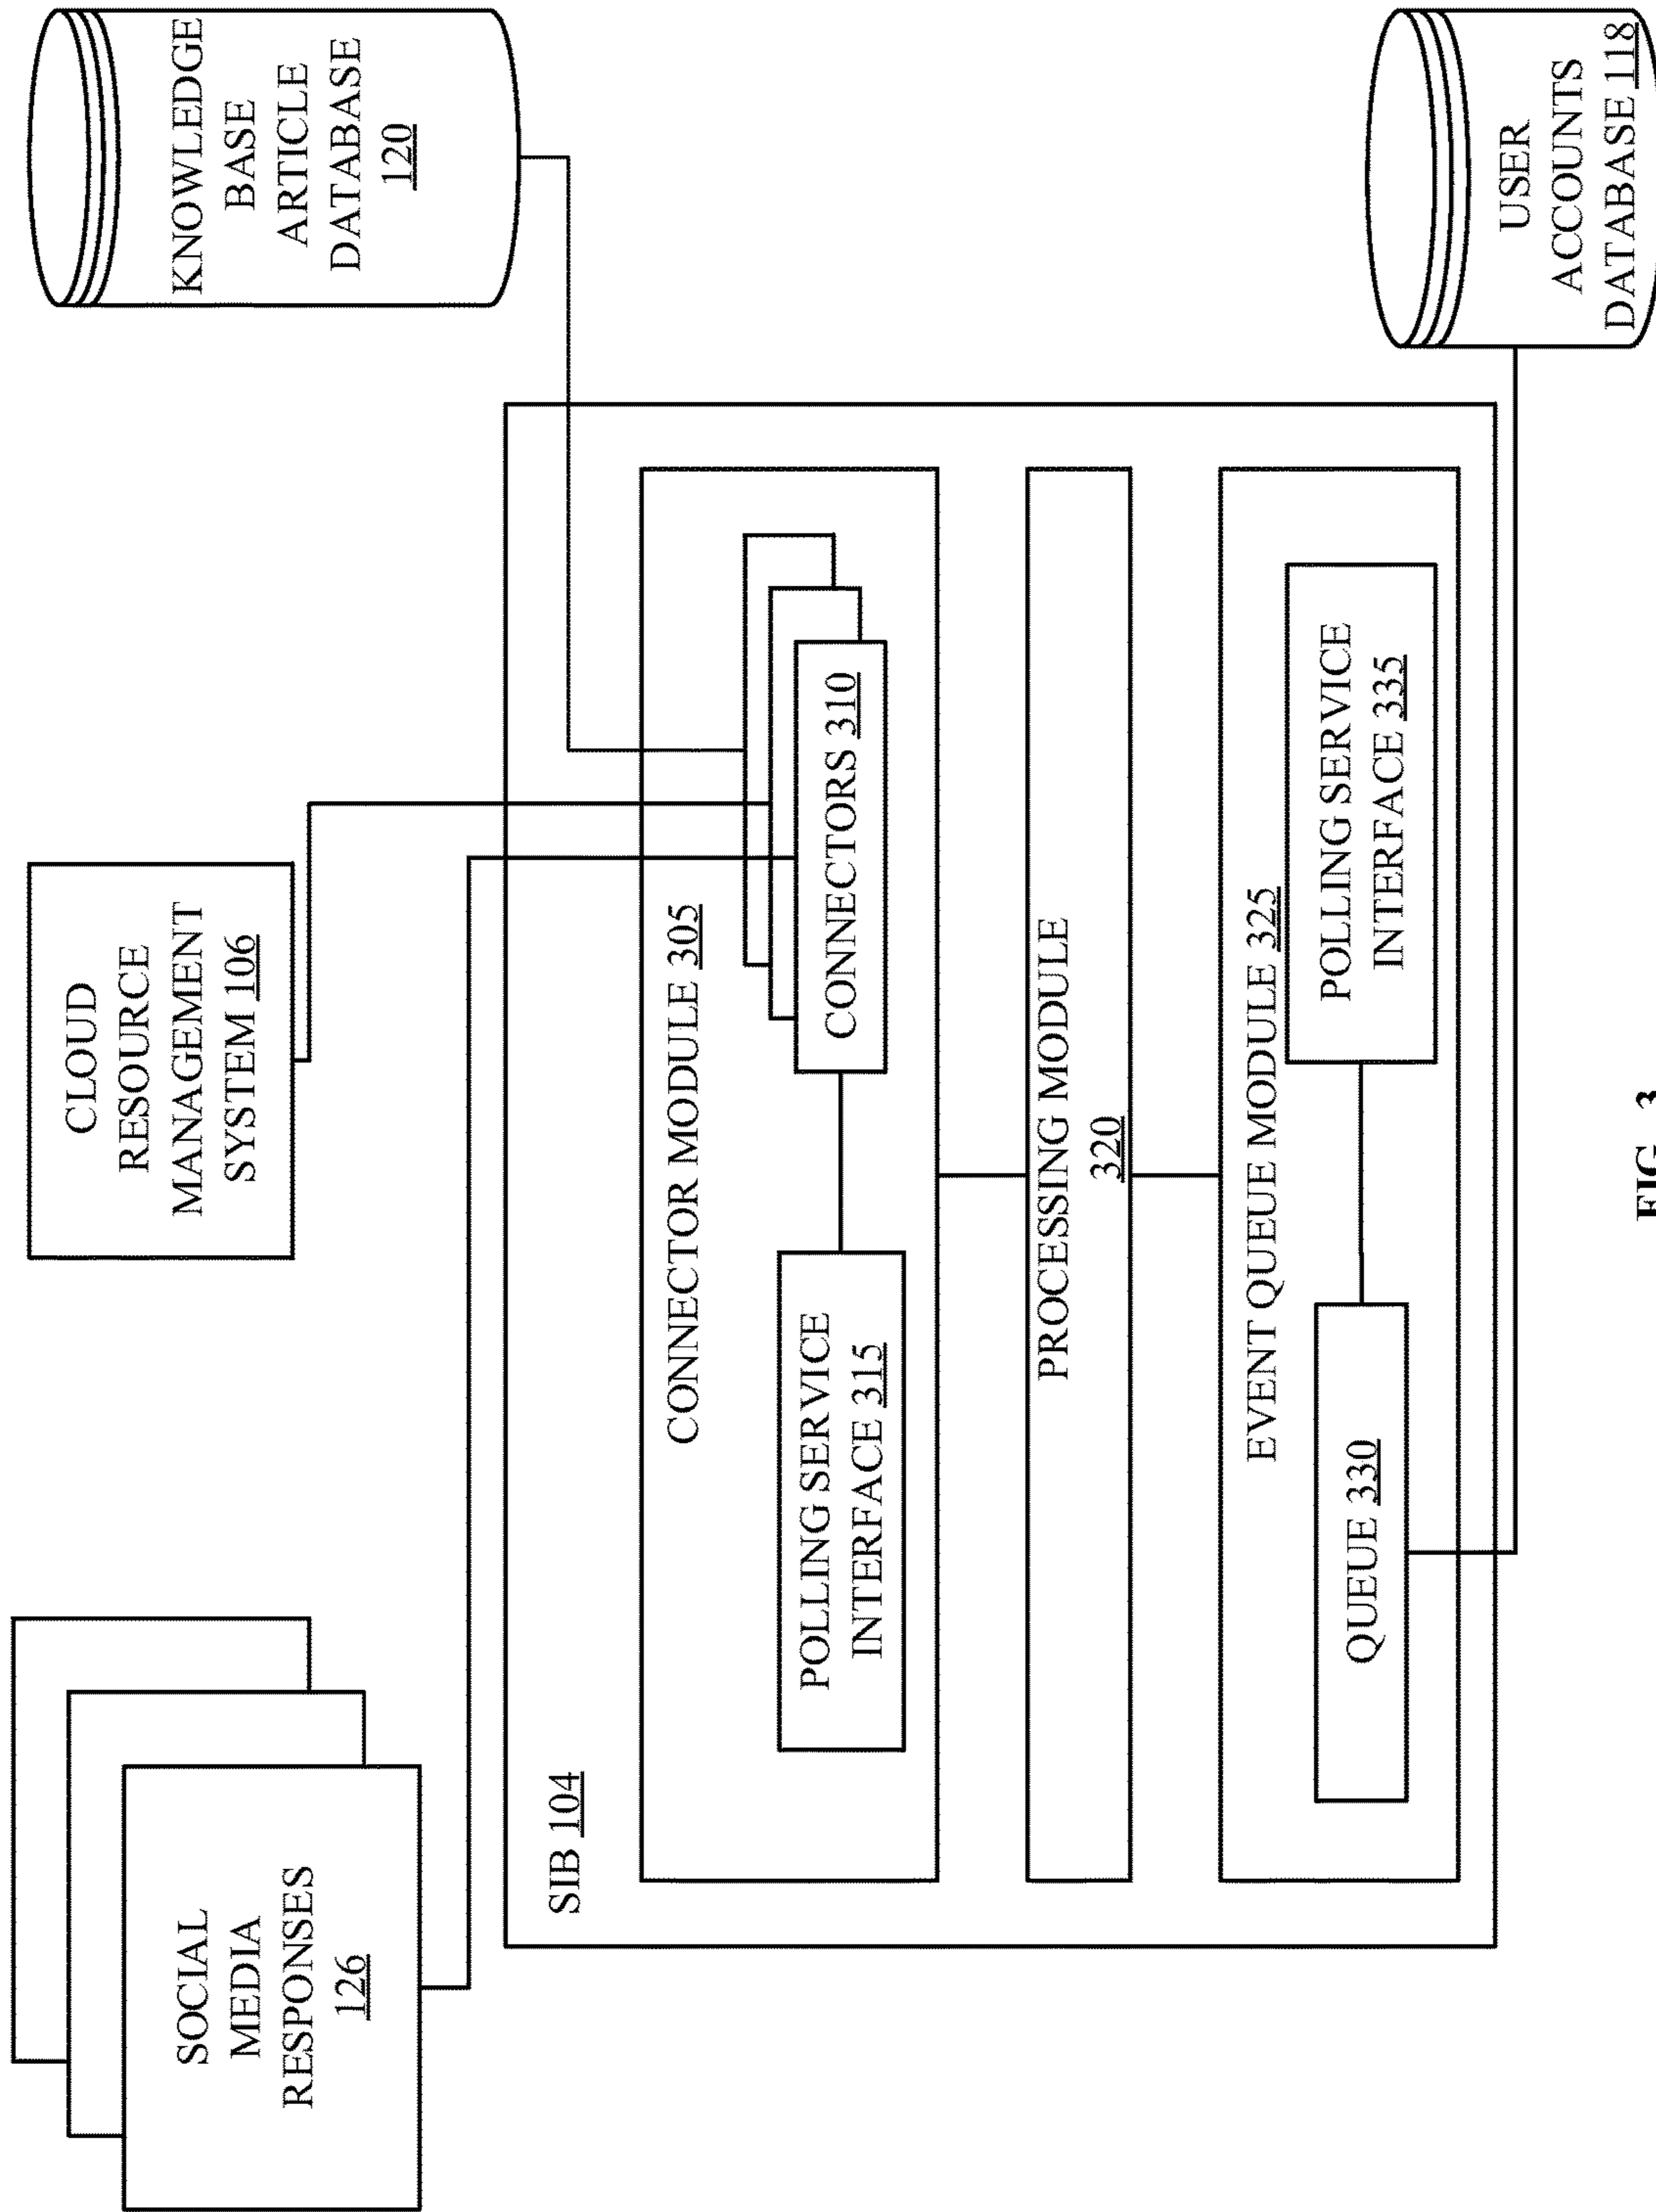 SOCIAL
MEDIA
RESPONSES
126
CLOUD
RESOURCE
MANAGEMENT
SYSTEM 106
KNOWLEDGE
BASE
ARTICLE
DATABASE
120
SIB 104
CONNECTOR MODULE 305
POLLING SERVICE
INTERFACE 315
CONNECTORS 310
PROCESSING MODULE
320
EVENT QUEUE MODULE 325
QUEUE 330
POLLING SERVICE
INTERFACE 335
USER
ACCOUNTS
DATABASE 118
FIG. 3